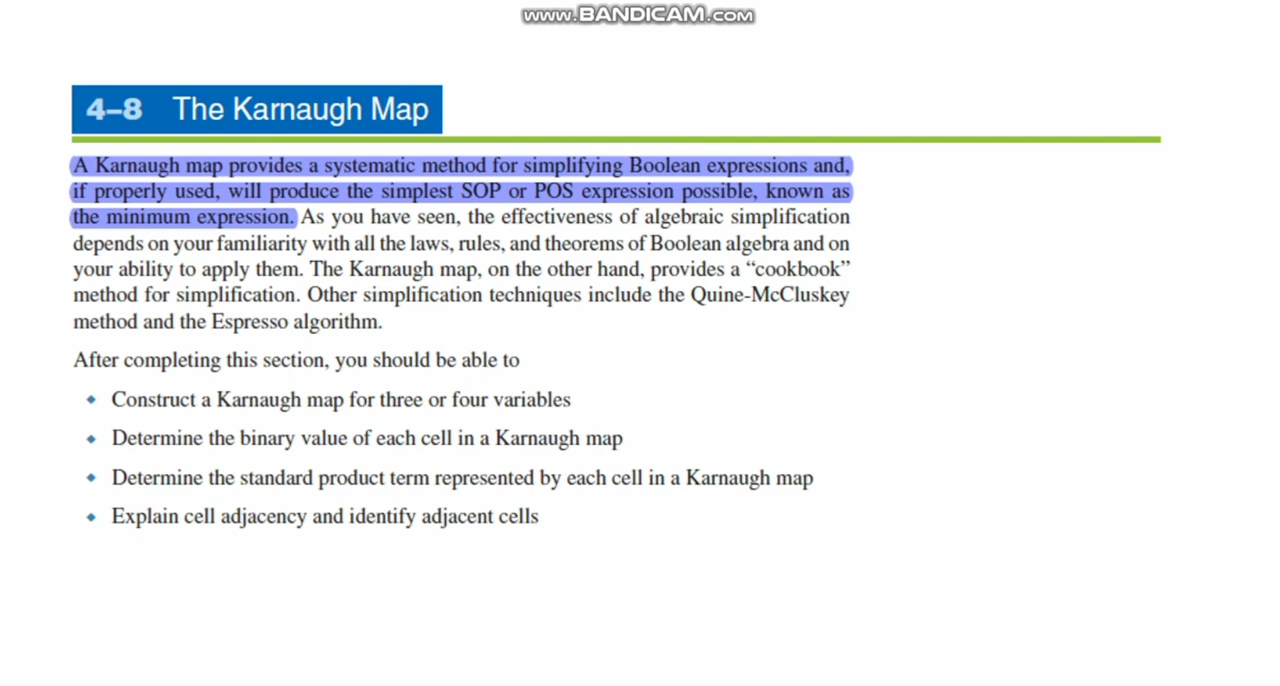 www.BANDICAM.com
4–8 The Karnaugh Map
A Karnaugh map provides a systematic method for simplifying Boolean expressions and,
if properly used, will produce the simplest SOP or POS expression possible, known as
the minimum expression. As you have seen, the effectiveness of algebraic simplification
depends on your familiarity with all the laws, rules, and theorems of Boolean algebra and on
your ability to apply them. The Karnaugh map, on the other hand, provides a “cookbook”
method for simplification. Other simplification techniques include the Quine-McCluskey
method and the Espresso algorithm.
After completing this section, you should be able to
◆ Construct a Karnaugh map for three or four variables
◆ Determine the binary value of each cell in a Karnaugh map
◆ Determine the standard product term represented by each cell in a Karnaugh map
◆ Explain cell adjacency and identify adjacent cells